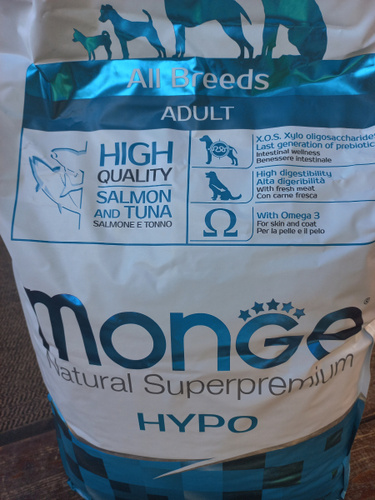 All Breeds
ADULT
HIGH
QUALITY
SALMON
AND TUNA
SALMONE E TONNO
X.O.S.
X.O.S. Xylo oligosaccharides
Last generation of prebiotic
Intestinal wellness
Benessere intestinale
High digestibility
Alta digeribilità
With fresh meat
Con carne fresca
Ω
With Omega 3
For skin and coat
Per la pelle e il pelo
monge
Natural Superpremium
HYPO